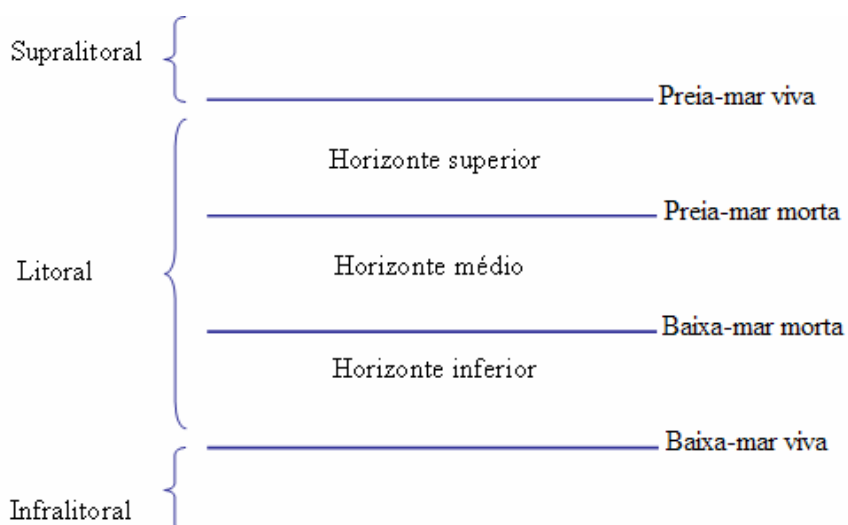 Supralitoral
Preia-mar viva
Horizonte superior
Preia-mar morta
Litoral
Horizonte médio
Baixa-mar morta
Horizonte inferior
Baixa-mar viva
Infralitoral